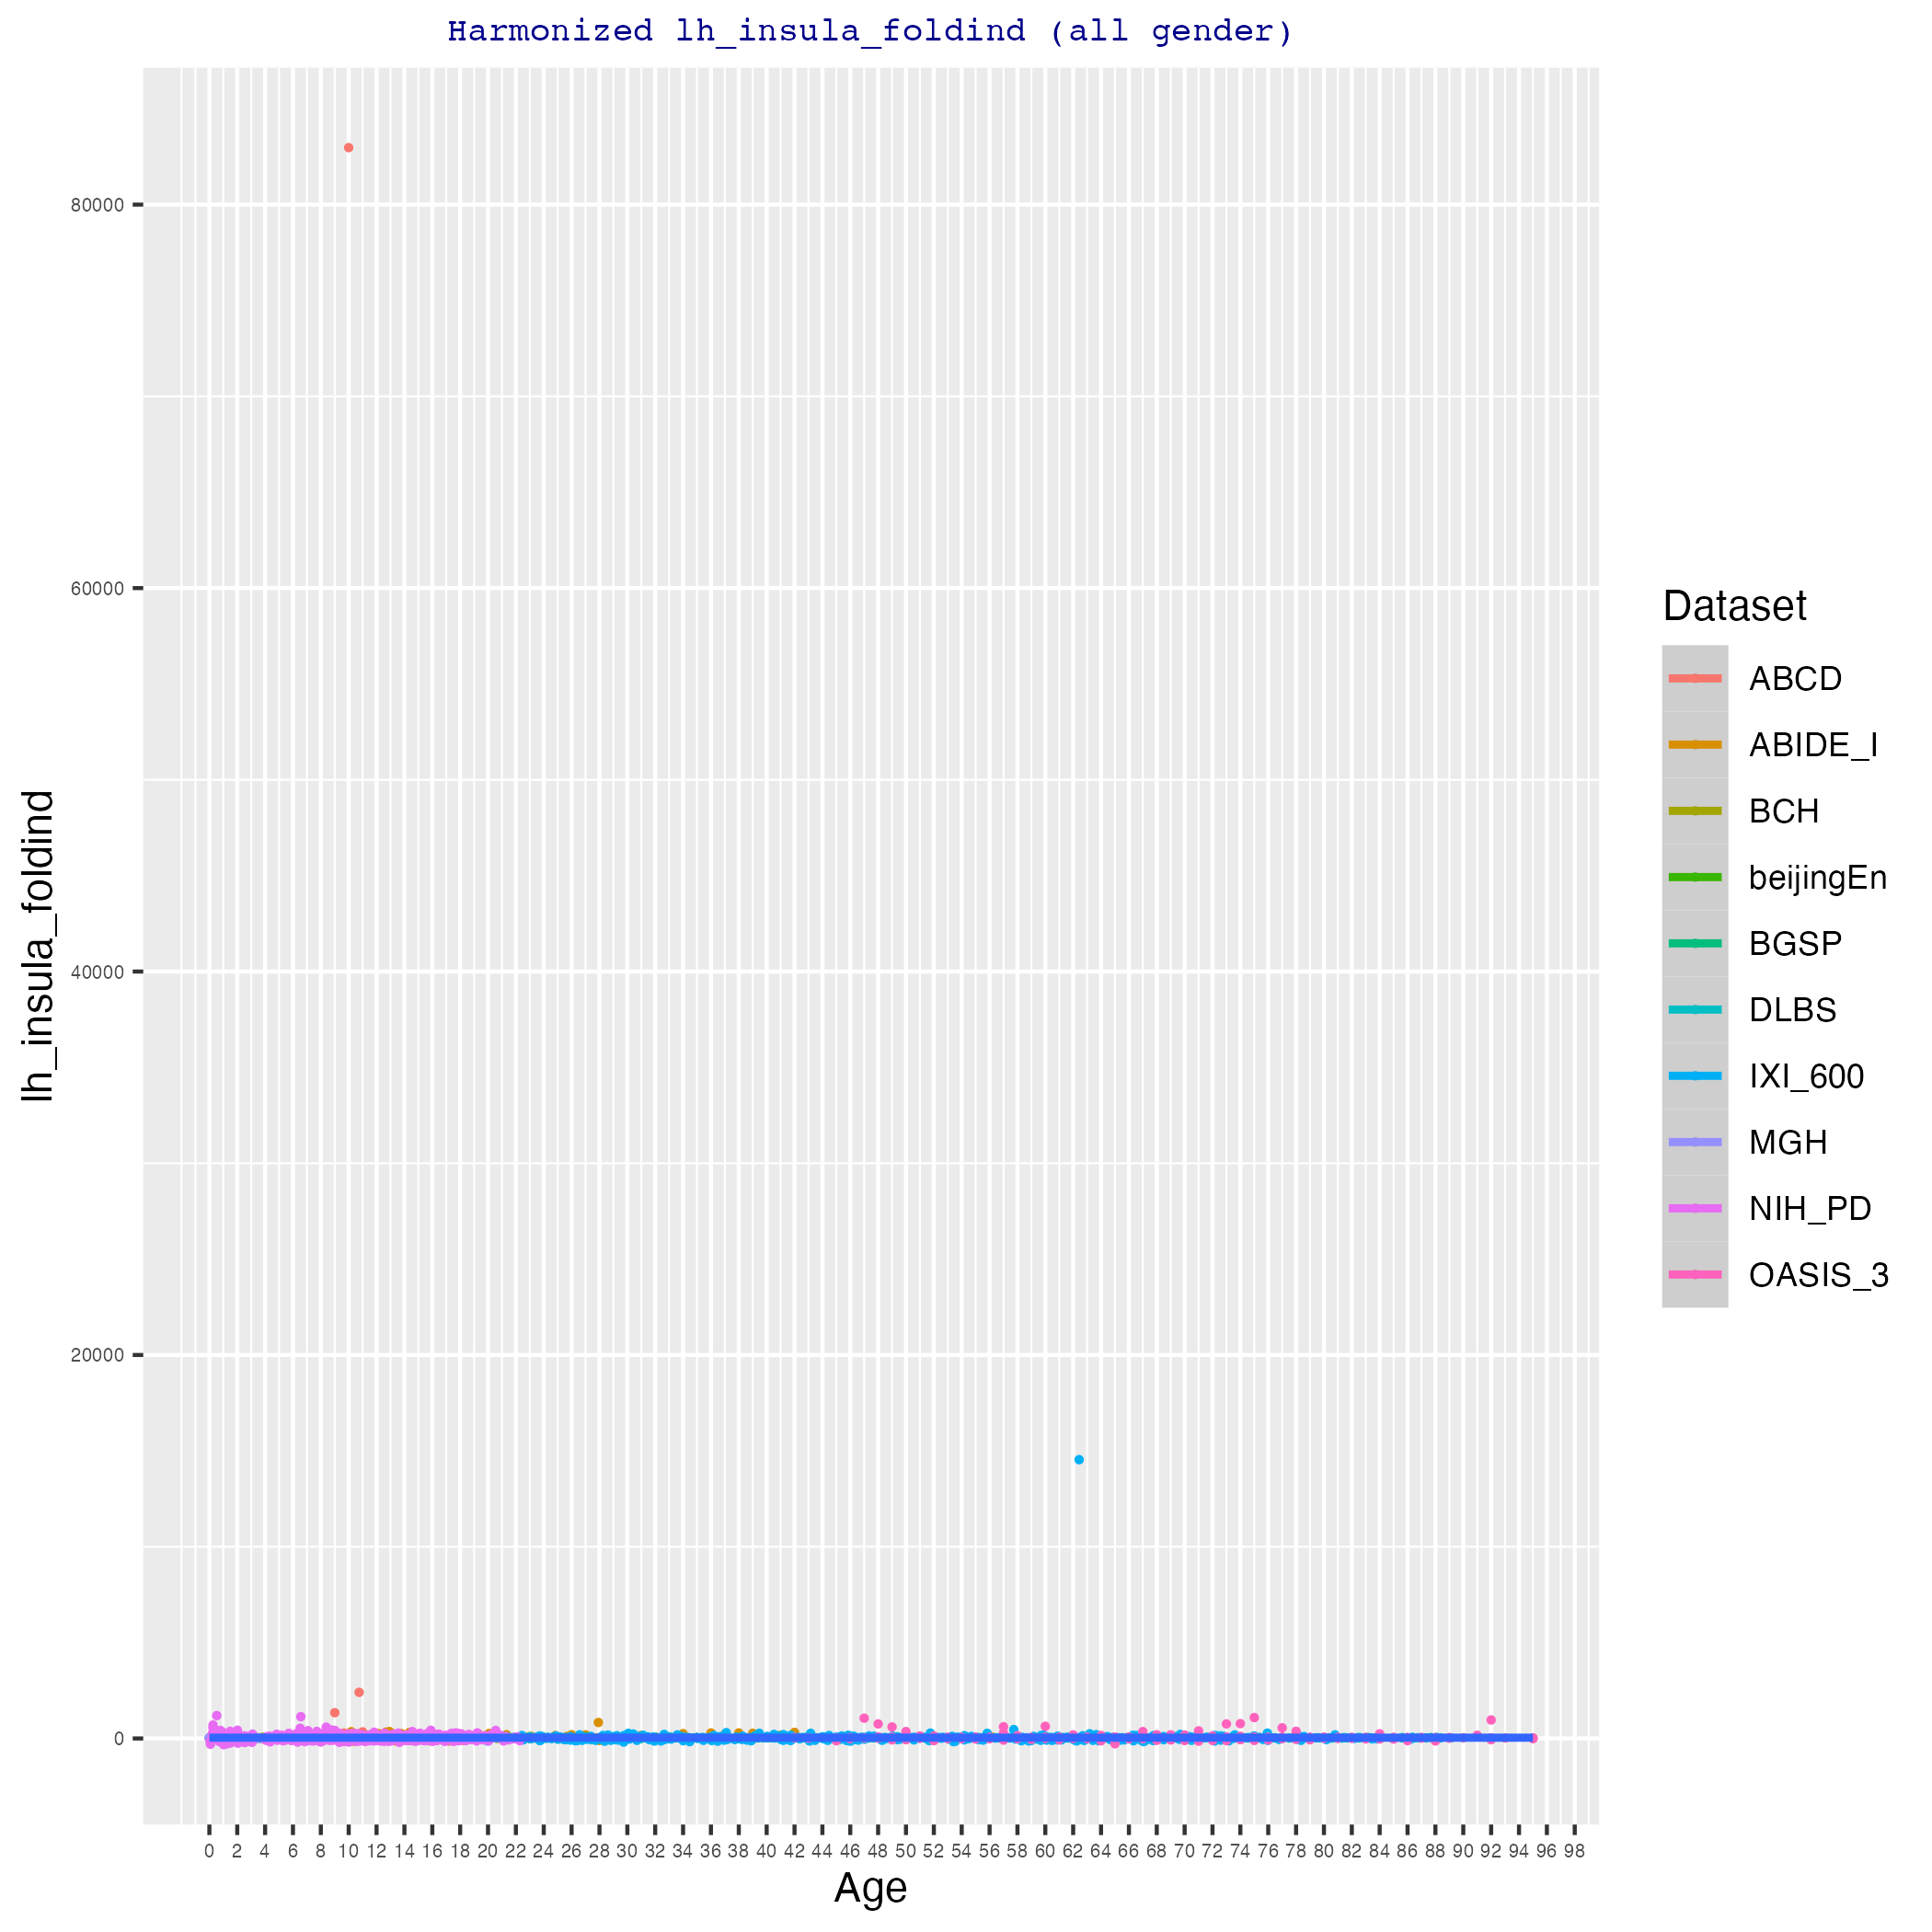 Harmonized lh_insula_foldind (all gender)
80000
60000
40000
20000
0
lh_insula_foldind
0 2 4 6 8 10 12 14 16 18 20 22 24 26 28 30 32 34 36 38 40 42 44 46 48 50 52 54 56 58 60 62 64 66 68 70 72 74 76 78 80 82 84 86 88 90 92 94 96 98
Age
Dataset
ABCD
ABIDE_I
BCH
beijingEn
BGSP
DLBS
IXI_600
MGH
NIH_PD
OASIS_3